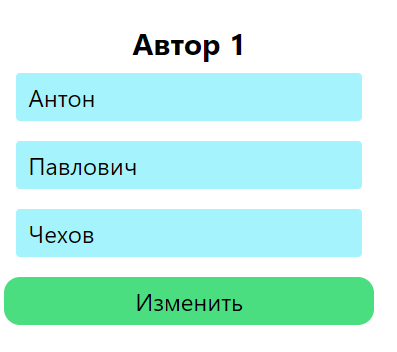 Автор 1
Антон
Павлович
Чехов
Изменить